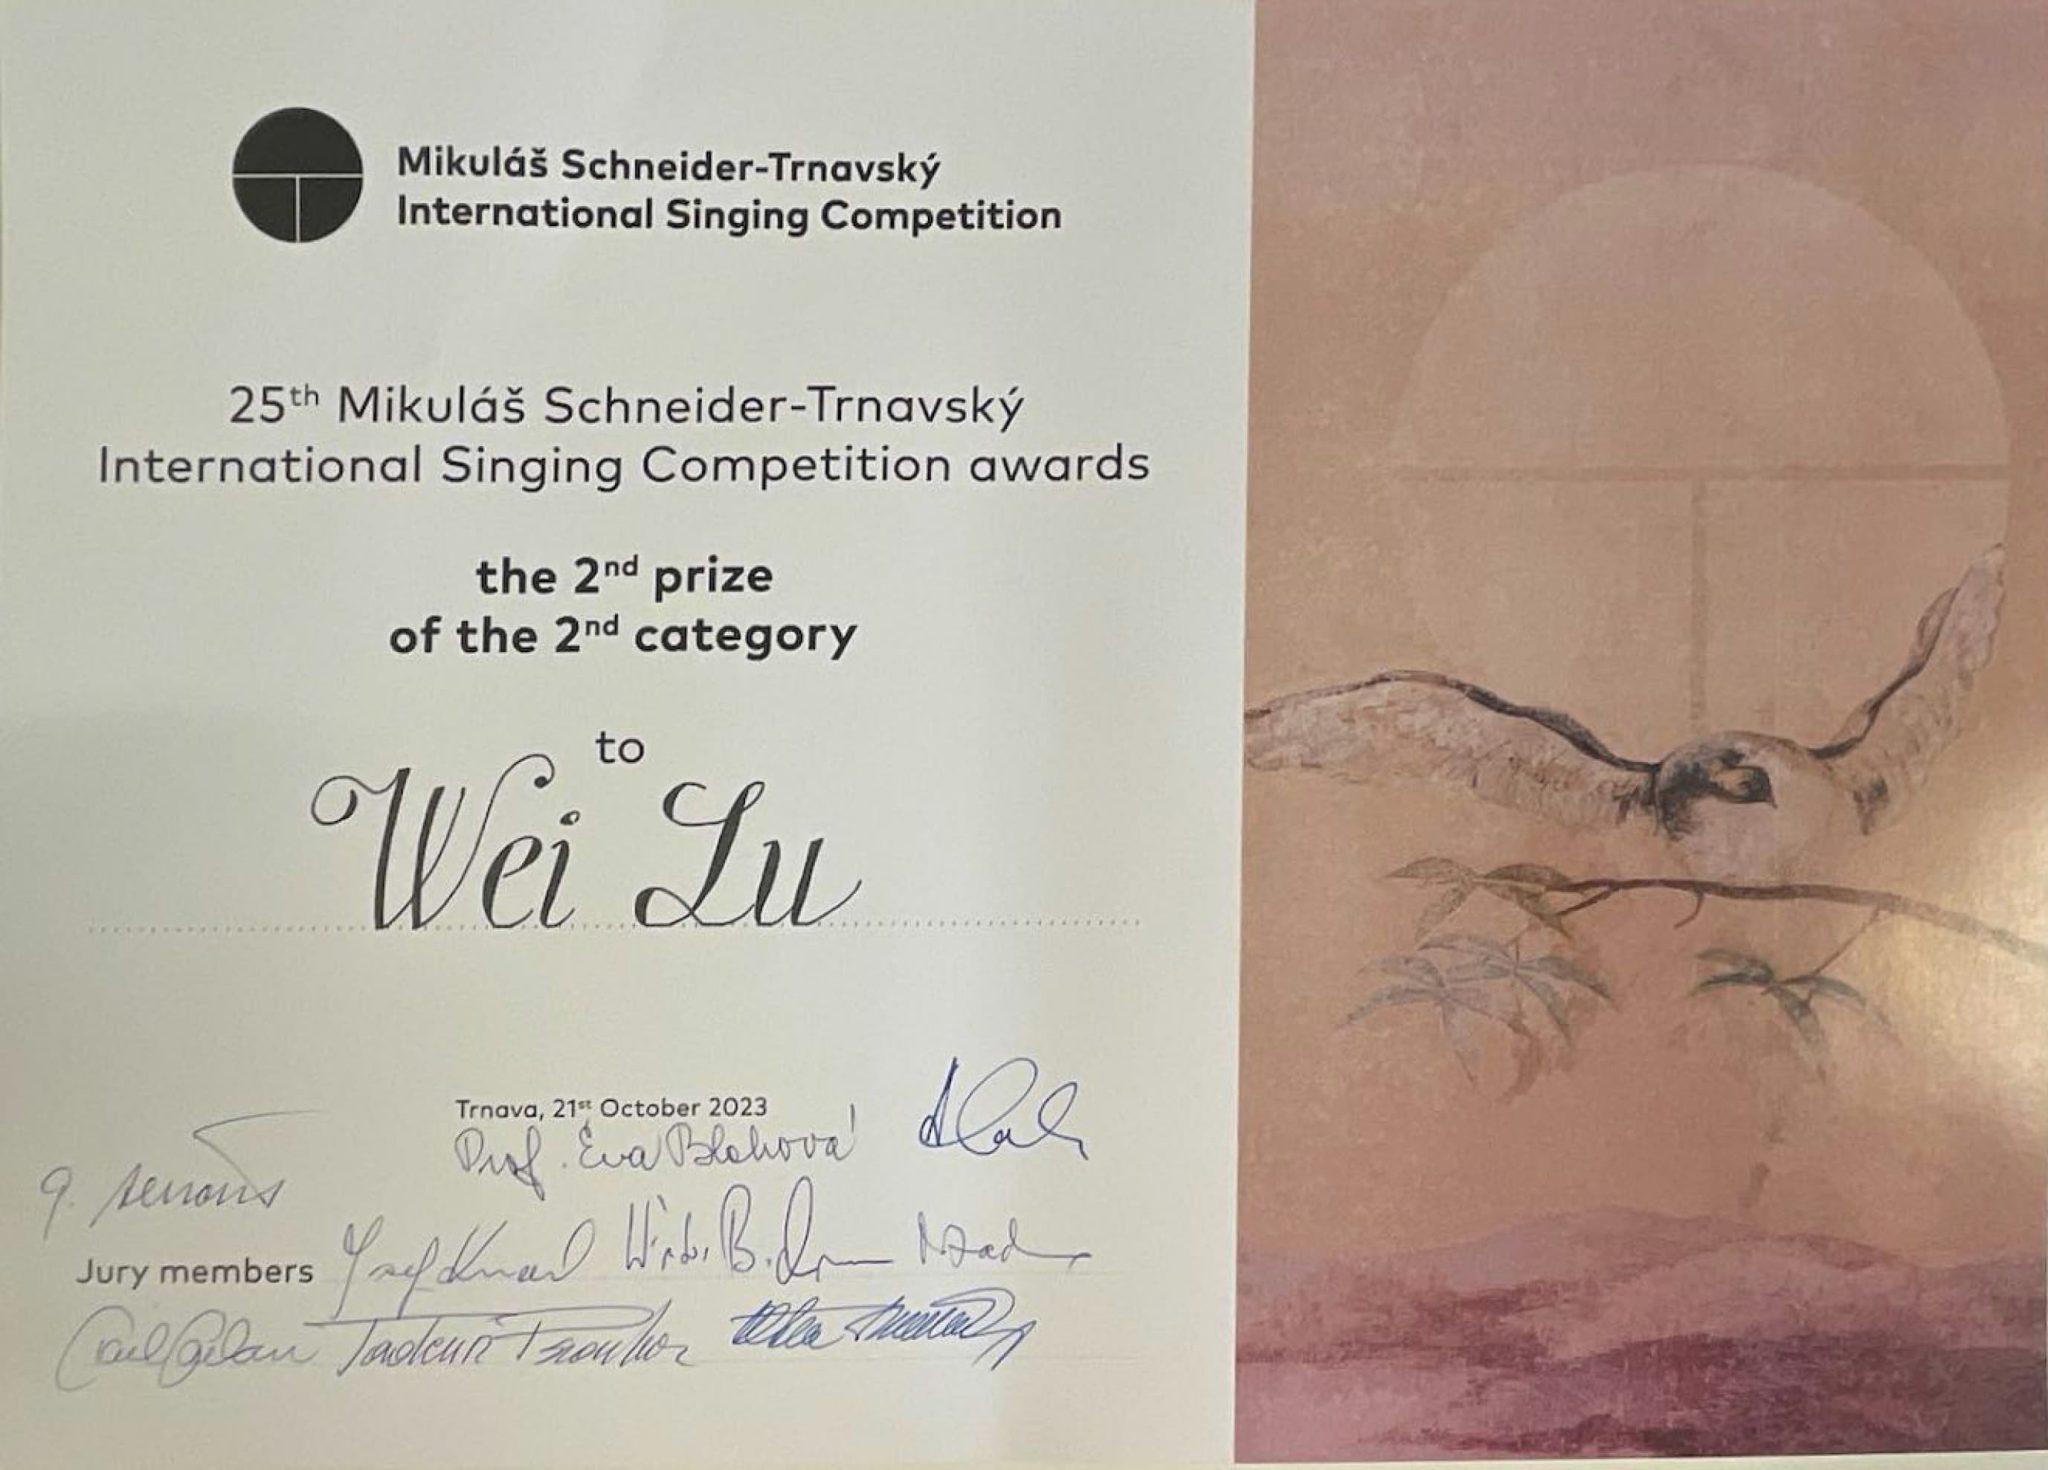 Mikuláš Schneider-Trnavský
International Singing Competition
25th Mikuláš Schneider-Trnavský
International Singing Competition awards
the 2nd prize
of the 2nd category
to
Wei Lu
Trnava, 21st October 2023
Prof. Eva Blahová
Jury members